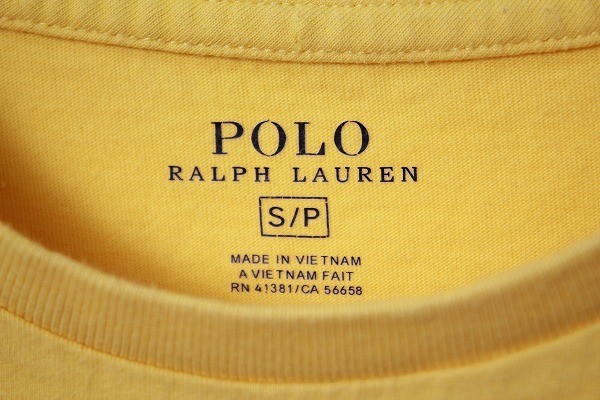 POLO
RALPH LAUREN
S/P
MADE IN VIETNAM
A VIETNAM FAIT
RN 41381/CA 56658